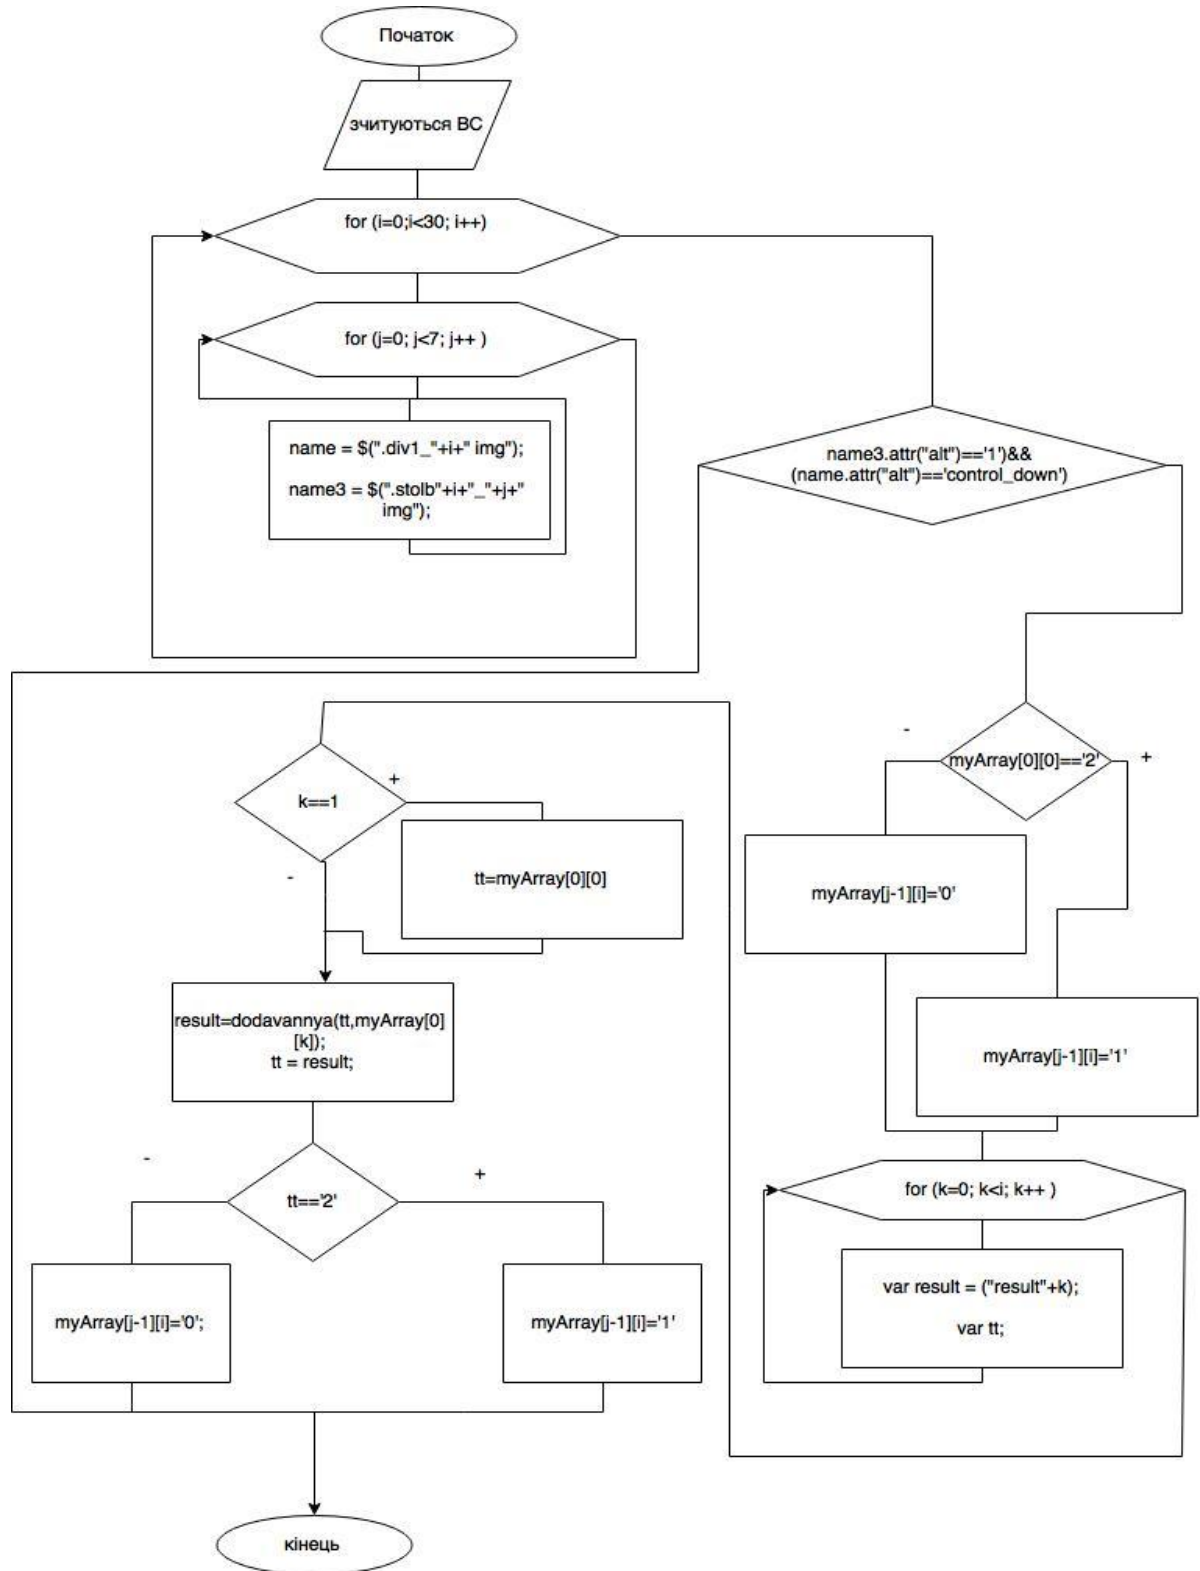 Початок
зчитуються ВС
for (i=0;i<30; i++)
for (j=0; j<7; j++ )
name = $(".div1_"+i+" img");
name3 = $(".stolb"+i+"_"+j+"
img");
name3.attr("alt")=='1')&&
(name.attr("alt")=='control_down')
-
myArray[0][0]=='2'
+
myArray[j-1][i]='0'
myArray[j-1][i]='1'
for (k=0; k<i; k++ )
var result = ("result"+k);
var tt;
k==1
+
-
tt=myArray[0][0]
result=dodavannya(tt,myArray[0]
[k]);
tt = result;
-
tt=='2'
+
myArray[j-1][i]='0';
myArray[j-1][i]='1'
кінець